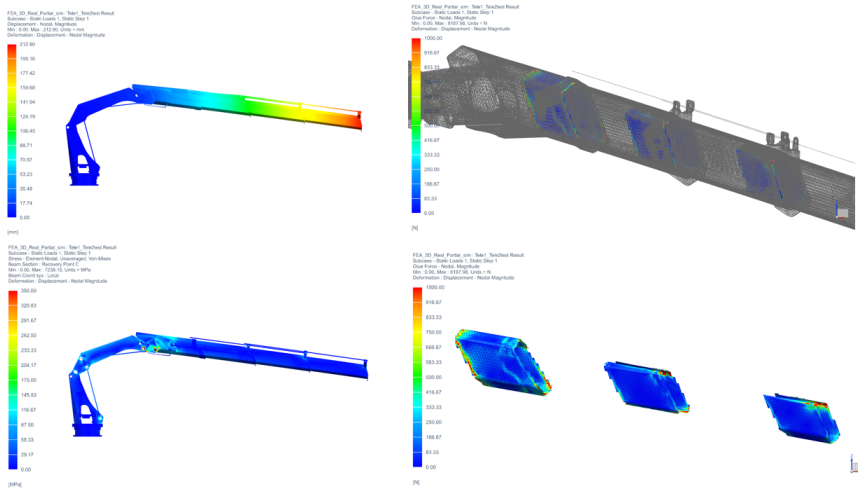 FEA_3D_Real_Partial_sim : Tele1_Tele2test Result
Subcase - Static Loads 1, Static Step 1
Displacement - Nodal, Magnitude
Min : 0.00, Max : 212.90, Units = mm
Deformation : Displacement - Nodal Magnitude
212.90
195.16
177.42
159.68
141.94
124.19
106.45
88.71
70.97
53.23
35.48
17.74
0.00
[mm]
FEA_3D_Real_Partial_sim : Tele1_Tele2test Result
Subcase - Static Loads 1, Static Step 1
Glue Force - Nodal, Magnitude
Min : 0.00, Max : 8187.98, Units = N
Deformation : Displacement - Nodal Magnitude
1000.00
916.67
833.33
500.00
416.67
333.33
250.00
166.67
83.33
0.00
[N]
FEA_3D_Real_Partial_sim : Tele1_Tele2test Result
Subcase - Static Loads 1, Static Step 1
Stress - Element Nodal, Unaveraged, Von-Mises
Beam Section : Recovery Point C
Min : 0.00, Max : 7238.10, Units = MPa
Beam Coord sys : Local
Deformation : Displacement - Nodal Magnitude
350.00
320.83
291.67
262.50
233.33
204.17
175.00
145.83
116.67
87.50
58.33
29.17
0.00
[MPa]
FEA_3D_Real_Partial_sim : Tele1_Tele2test Result
Subcase - Static Loads 1, Static Step 1
Glue Force - Nodal, Magnitude
Min : 0.00, Max : 8187.98, Units = N
Deformation : Displacement - Nodal Magnitude
1000.00
916.67
833.33
750.00
666.67
583.33
500.00
416.67
333.33
250.00
166.67
83.33
0.00
[N]